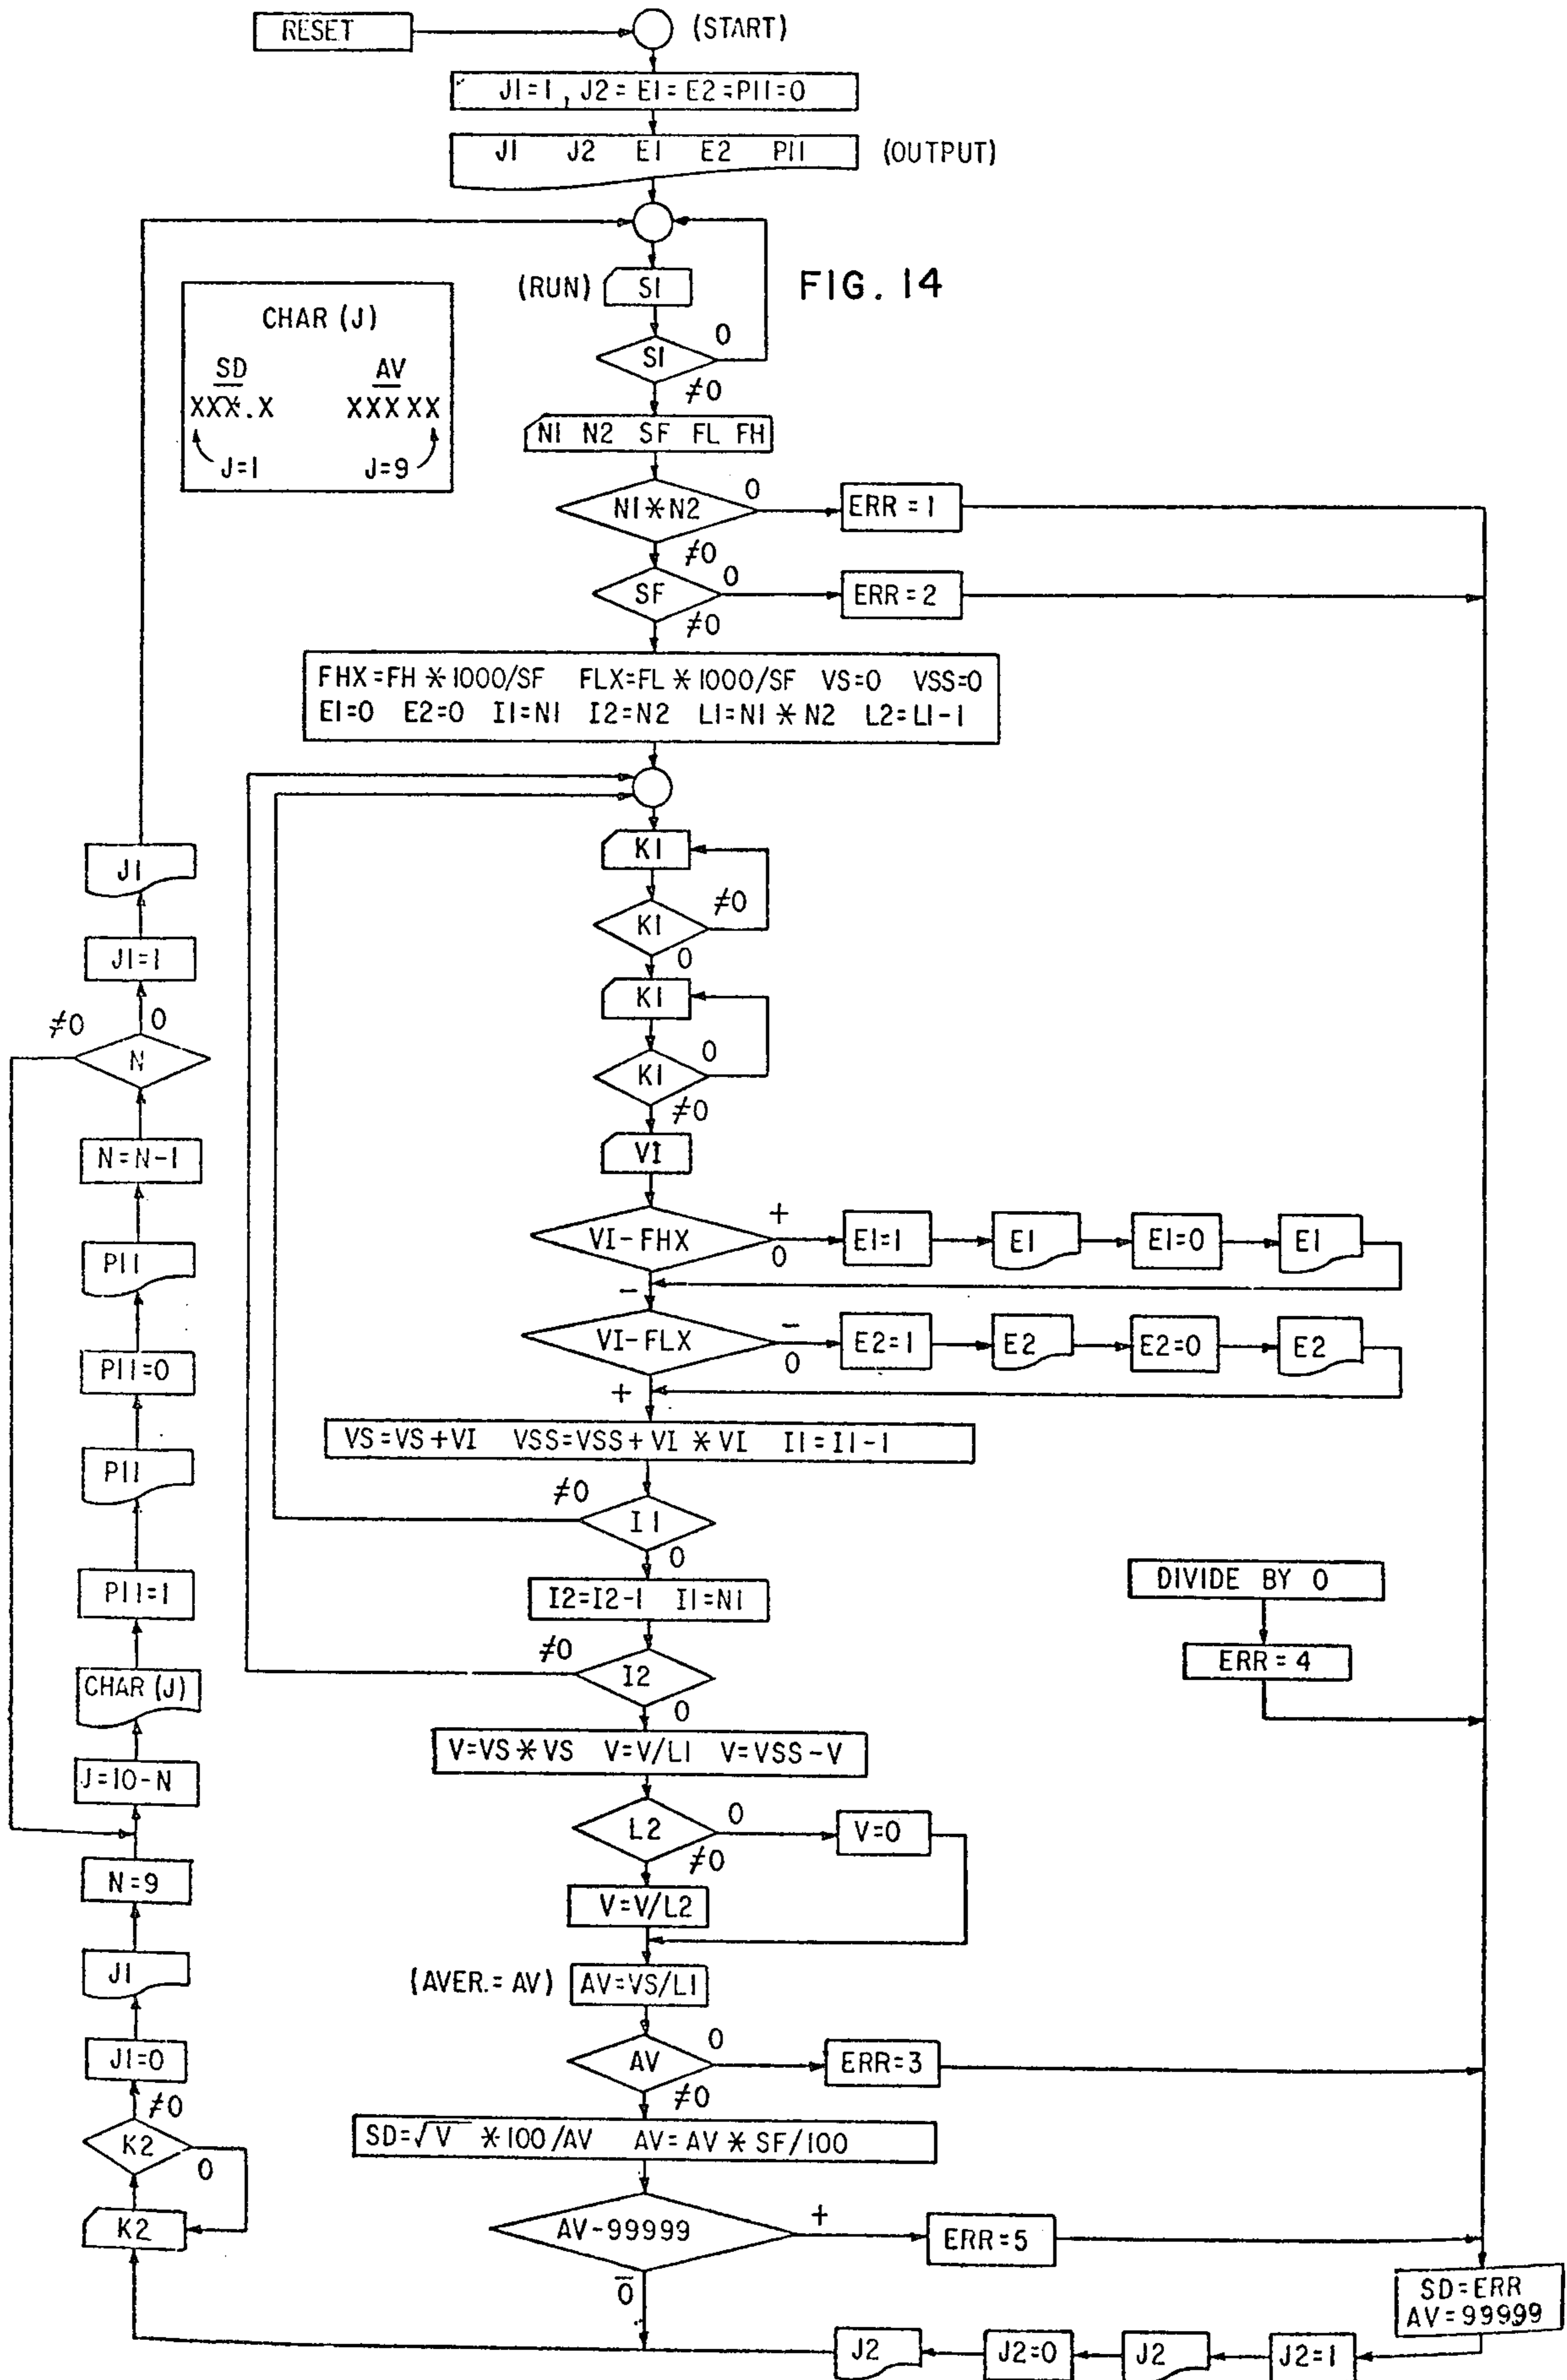 RESET
(START)
J1=1, J2=E1=E2=P11=0
J1 J2 E1 E2 P11
(OUTPUT)
FIG. 14
(RUN)
S1
CHAR (J)
SD AV
XXX.X XXXXX
J=1 J=9
S1
0
≠0
N1 N2 SF FL FH
N1*N2
0
ERR=1
≠0
SF
0
ERR=2
≠0
FHX=FH*1000/SF FLX=FL*1000/SF VS=0 VSS=0
E1=0 E2=0 I1=N1 I2=N2 L1=N1*N2 L2=L1-1
K1
K1
≠0
0
K1
K1
0
≠0
VI
VI-FHX
+
0
E1=1
E1
E1=0
E1
-
VI-FLX
-
0
E2=1
E2
E2=0
E2
+
VS=VS+VI VSS=VSS+VI*VI I1=I1-1
≠0
I1
0
I2=I2-1 I1=N1
≠0
I2
0
DIVIDE BY 0
ERR=4
V=VS*VS V=V/L1 V=VSS-V
L2
0
V=0
≠0
V=V/L2
(AVER.=AV)
AV=VS/L1
AV
0
ERR=3
≠0
SD=√V *100/AV AV=AV*SF/100
AV-99999
+
ERR=5
-
0
SD=ERR
AV=99999
J2=1
J2
J2=0
J2
K2
K2
0
≠0
J1=0
J1
N=9
J=10-N
CHAR (J)
P11=1
P11
P11=0
P11
N=N-1
N
≠0
0
J1=1
J1